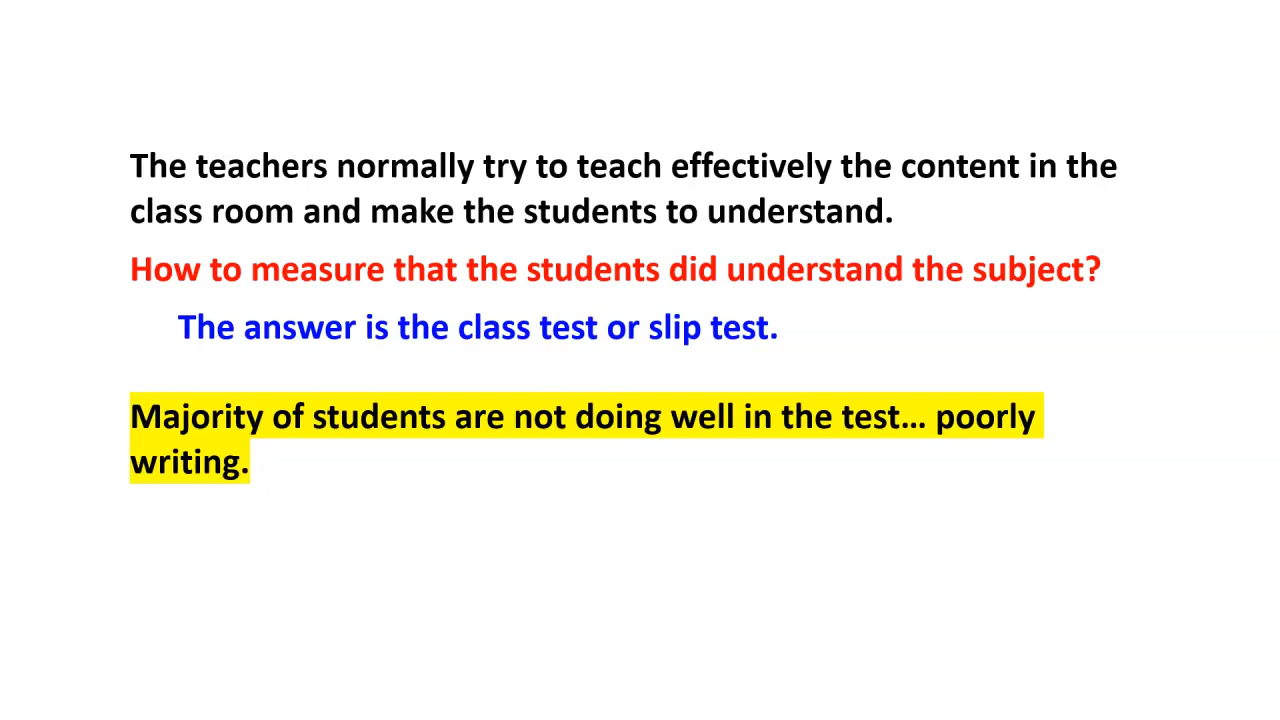 The teachers normally try to teach effectively the content in the
class room and make the students to understand.
How to measure that the students did understand the subject?
The answer is the class test or slip test.
Majority of students are not doing well in the test... poorly
writing.